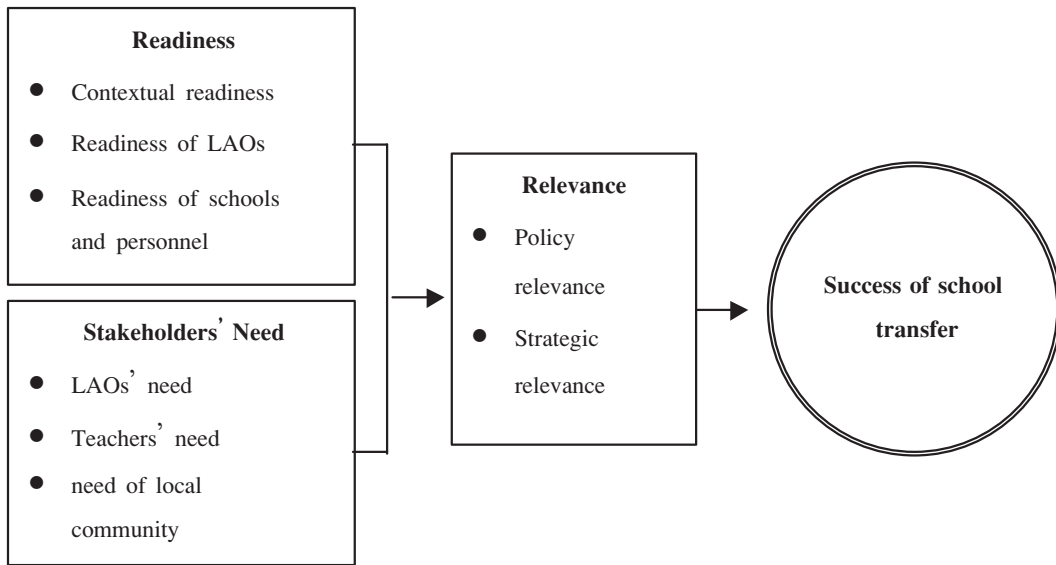 Readiness
● Contextual readiness
● Readiness of LAOs
● Readiness of schools
and personnel
Stakeholders’ Need
● LAOs’ need
● Teachers’ need
● need of local
community
Relevance
● Policy
relevance
● Strategic
relevance
Success of school
transfer